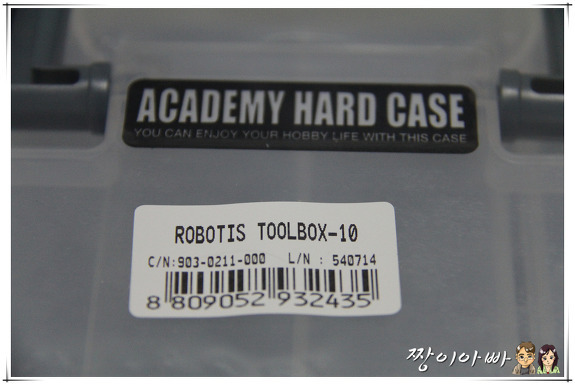 ACADEMY HARD CASE
YOU CAN ENJOY YOUR HOBBY LIFE WITH THIS CASE
ROBOTIS TOOLBOX-10
C/N:903-0211-000 L/N : 540714
8 809052 932435
짱이아빠